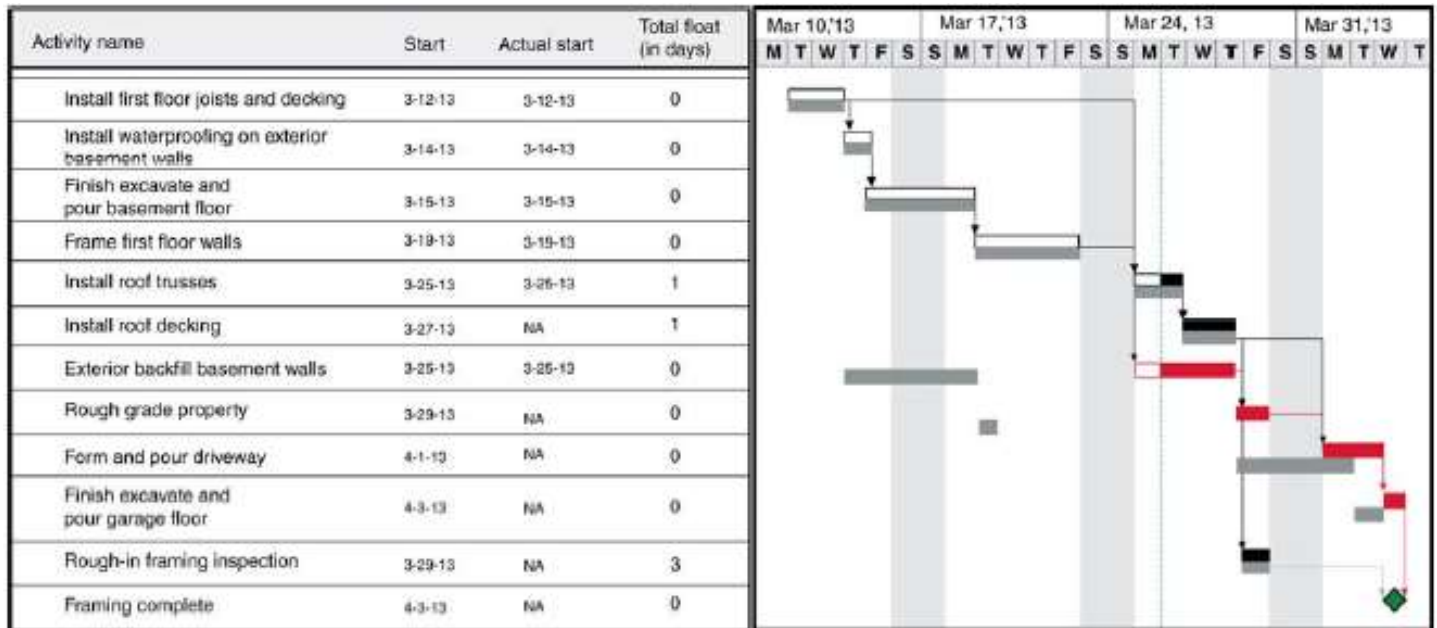 Activity name Start Actual start Total float (in days) Mar 10,'13 Mar 17,'13 Mar 24, 13 Mar 31,'13
M T W T F S S M T W T F S S M T W T F S S M T W T
Install first floor joists and decking 3-12-13 3-12-13 0
Install waterproofing on exterior
basement walls 3-14-13 3-14-13 0
Finish excavate and
pour basement floor 3-15-13 3-15-13 0
Frame first floor walls 3-19-13 3-19-13 0
Install roof trusses 3-25-13 3-25-13 1
Install roof decking 3-27-13 NA 1
Exterior backfill basement walls 3-25-13 3-25-13 0
Rough grade property 3-29-13 NA 0
Form and pour driveway 4-1-13 NA 0
Finish excavate and
pour garage floor 4-3-13 NA 0
Rough-in framing inspection 3-29-13 NA 3
Framing complete 4-3-13 NA 0